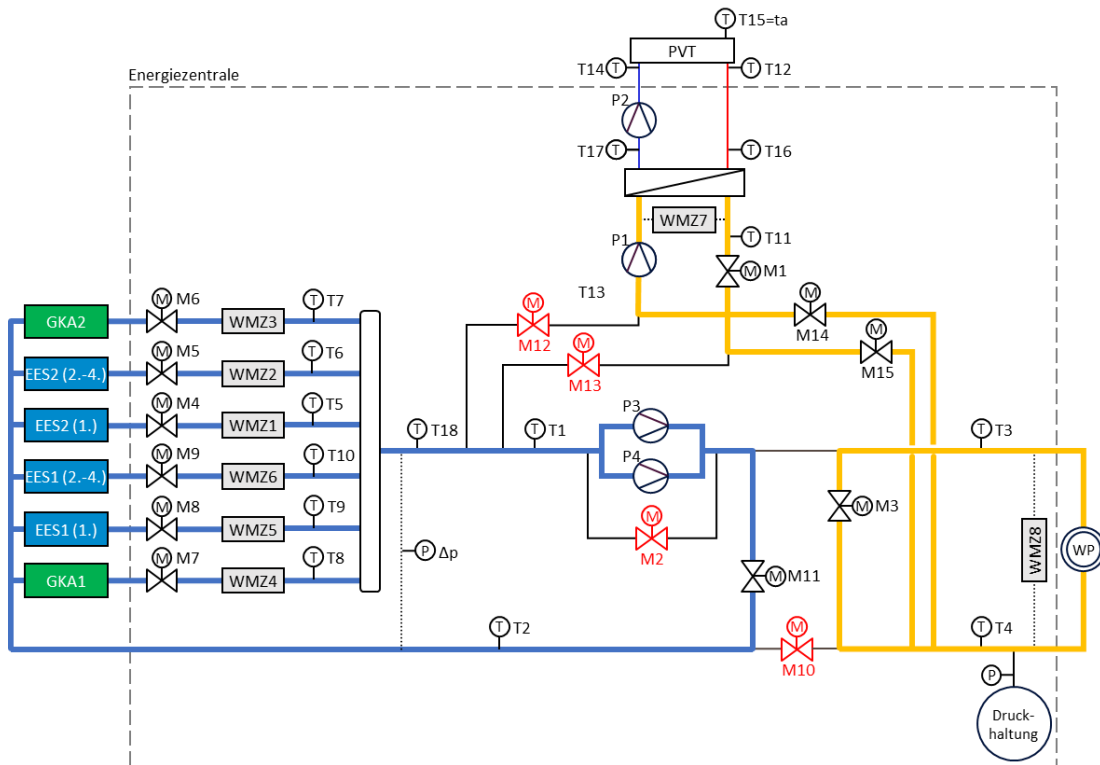 T15=ta
PVT
T14
T12
Energiezentrale
P2
T17
T16
WMZ7
P1
T11
M1
T13
M14
M12
M15
M13
GKA2
M6
WMZ3
T7
EES2 (2.-4.)
M5
WMZ2
T6
EES2 (1.)
M4
WMZ1
T5
EES1 (2.-4.)
M9
WMZ6
T10
EES1 (1.)
M8
WMZ5
T9
GKA1
M7
WMZ4
T8
T18
T1
P3
P4
M2
Δp
T3
M3
WMZ8
WP
M11
T2
T4
M10
P
Druck-
haltung